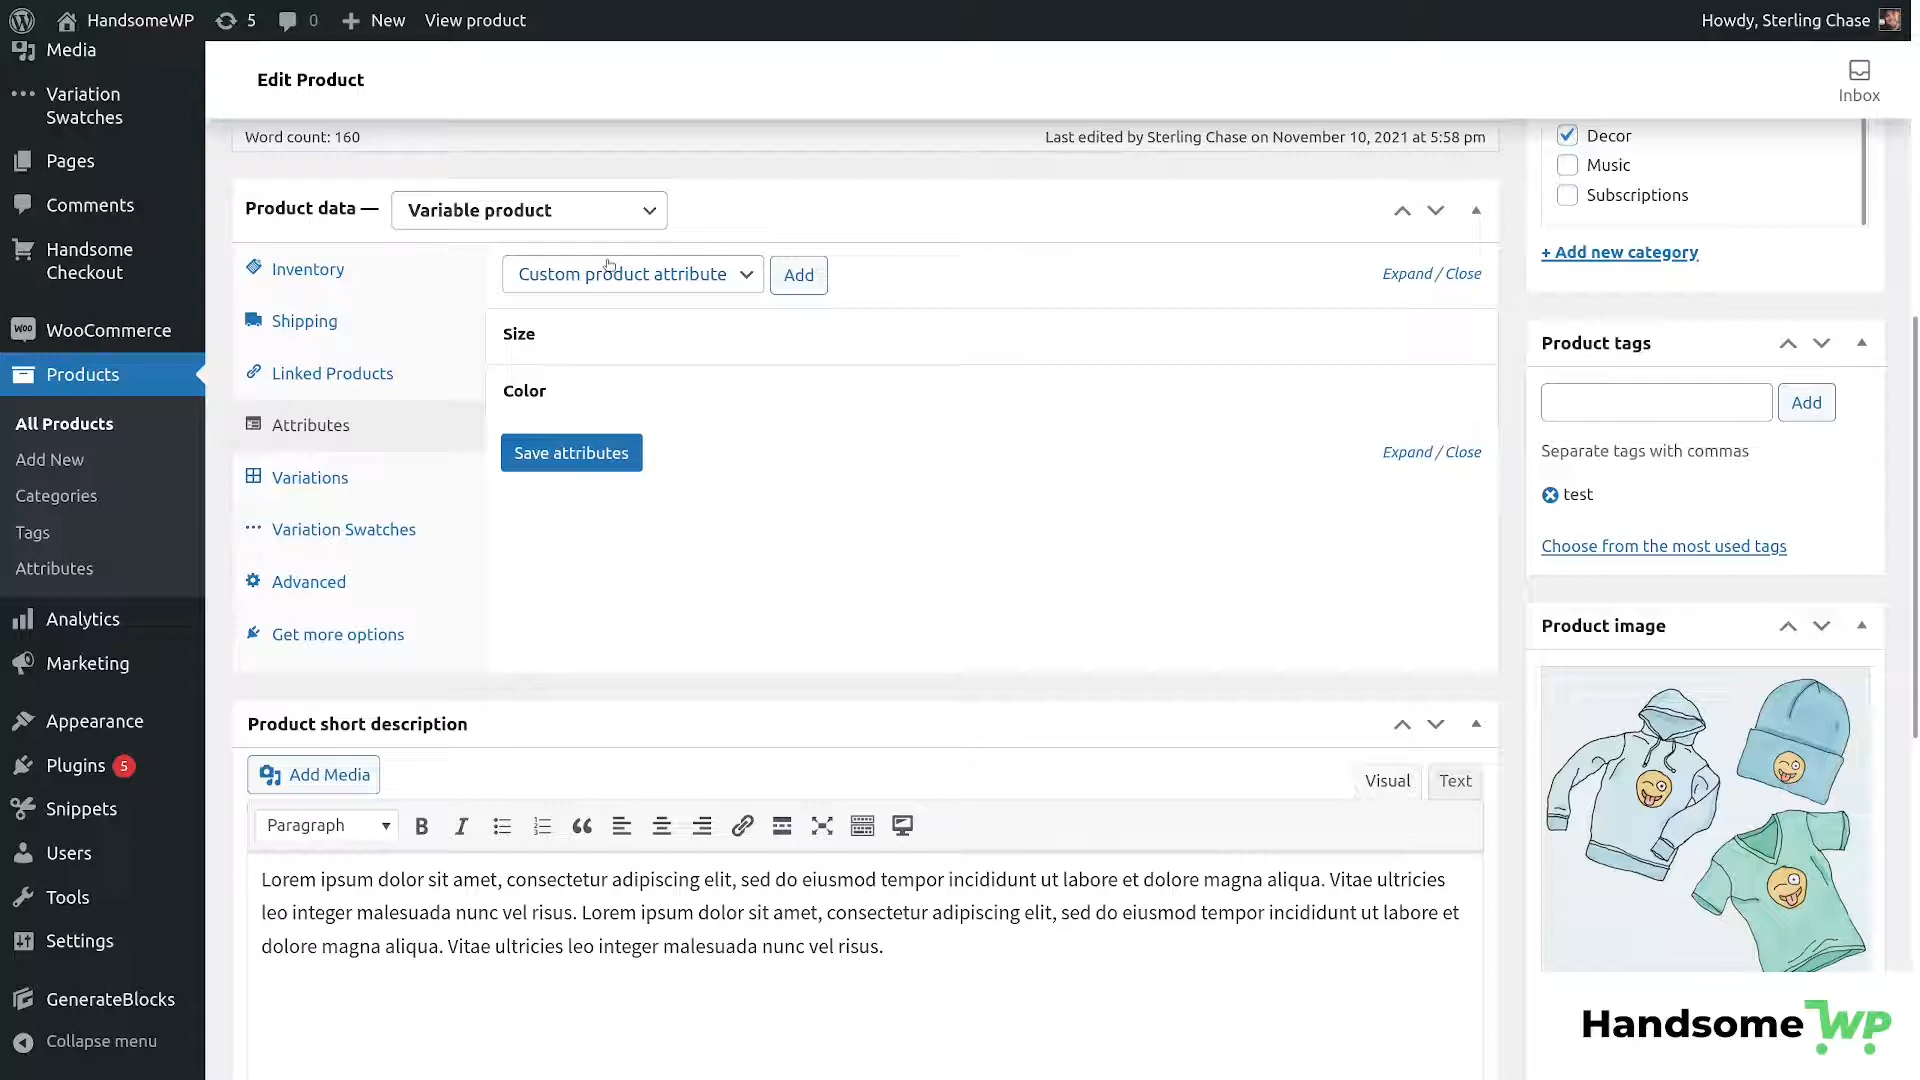 HandsomeWP 5 0 New View product Howdy, Sterling Chase
Media
Variation
Swatches
Pages
Comments
Handsome
Checkout
Woo WooCommerce
Products
All Products
Add New
Categories
Tags
Attributes
Analytics
Marketing
Appearance
Plugins 5
Snippets
Users
Tools
Settings
GenerateBlocks
Collapse menu
Edit Product
Inbox
Word count: 160 Last edited by Sterling Chase on November 10, 2021 at 5:58 pm
Product data — Variable product
Inventory
Shipping
Linked Products
Attributes
Variations
Variation Swatches
Advanced
Get more options
Custom product attribute Add Expand / Close
Size
Color
Save attributes Expand / Close
Product short description
Add Media Visual Text
Paragraph
Lorem ipsum dolor sit amet, consectetur adipiscing elit, sed do eiusmod tempor incididunt ut labore et dolore magna aliqua. Vitae ultricies
leo integer malesuada nunc vel risus. Lorem ipsum dolor sit amet, consectetur adipiscing elit, sed do eiusmod tempor incididunt ut labore et
dolore magna aliqua. Vitae ultricies leo integer malesuada nunc vel risus.
Decor
Music
Subscriptions
+ Add new category
Product tags
Add
Separate tags with commas
test
Choose from the most used tags
Product image
Handsome WP